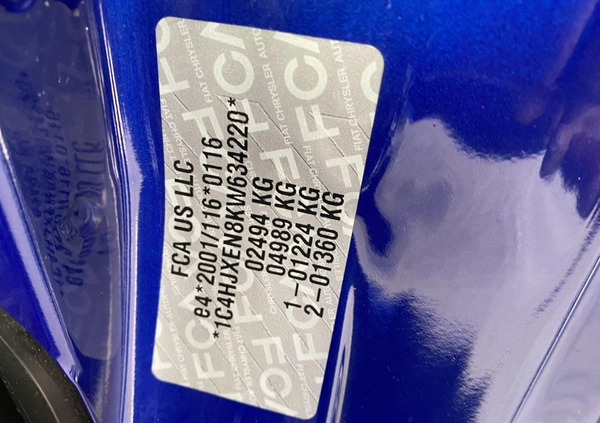 FCA US LLC
e4*2001/116*0116
*1C4HJXEN8KW634220*
02494 KG
04989 KG
1-01224 KG
2-01360 KG